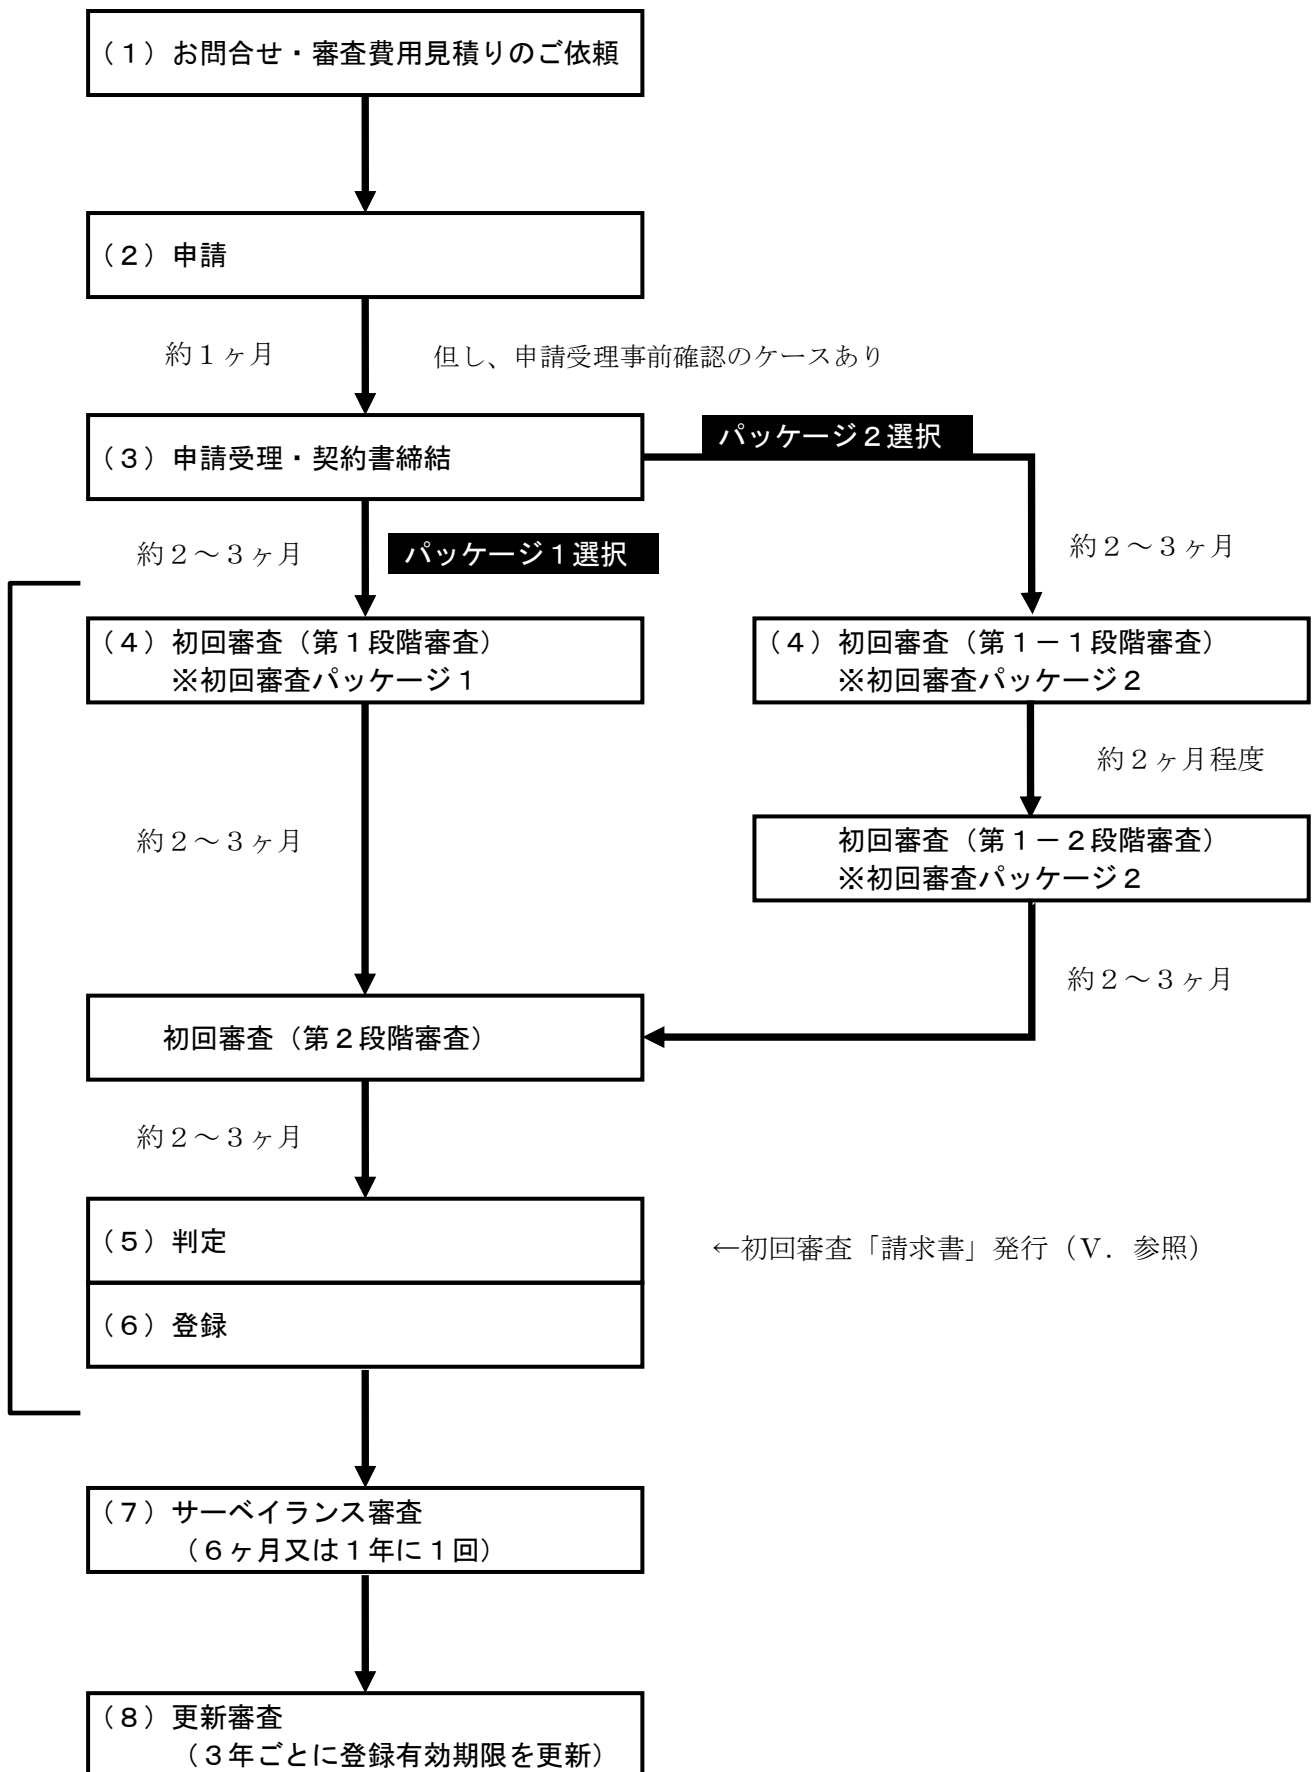 （１）お問合せ・審査費用見積りのご依頼
（２）申請
約１ヶ月
但し、申請受理事前確認のケースあり
（３）申請受理・契約書締結
パッケージ２選択
約２～３ヶ月
パッケージ１選択
約２～３ヶ月
（４）初回審査（第１段階審査）
※初回審査パッケージ１
（４）初回審査（第１－１段階審査）
※初回審査パッケージ２
約２ヶ月程度
約２～３ヶ月
初回審査（第１－２段階審査）
※初回審査パッケージ２
約２～３ヶ月
初回審査（第２段階審査）
約２～３ヶ月
（５）判定
←初回審査「請求書」発行（Ⅴ．参照）
（６）登録
（７）サーベイランス審査
（６ヶ月又は１年に１回）
（８）更新審査
（３年ごとに登録有効期限を更新）